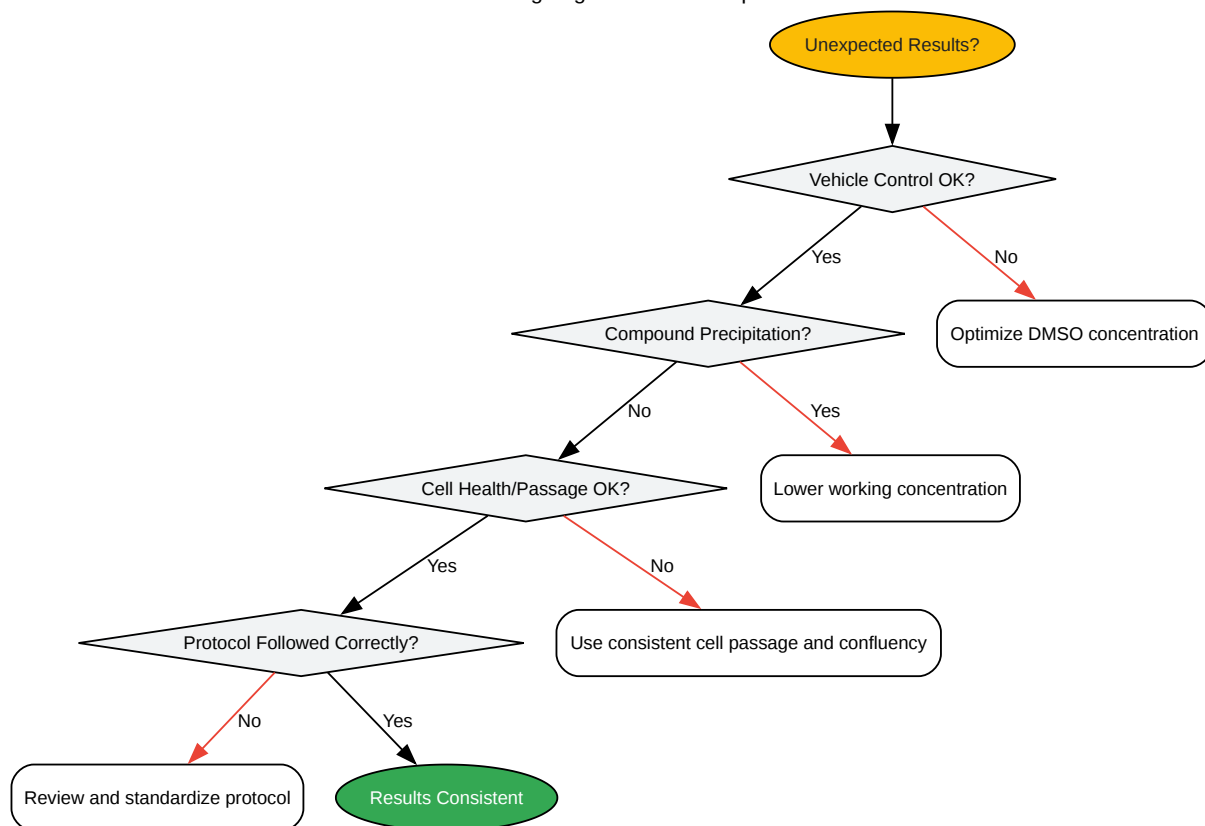 Unexpected Results?
Vehicle Control OK?
Yes
No
Compound Precipitation?
Optimize DMSO concentration
No
Yes
Cell Health/Passage OK?
Lower working concentration
Yes
No
Protocol Followed Correctly?
Use consistent cell passage and confluency
No
Yes
Review and standardize protocol
Results Consistent